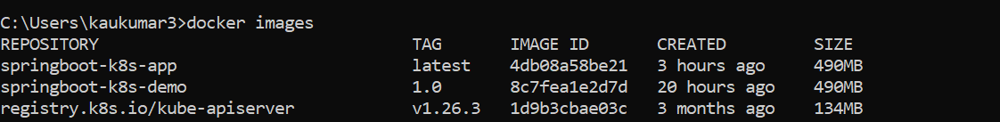 C:\Users\kaukumar3>docker images
REPOSITORY TAG IMAGE ID CREATED SIZE
springboot-k8s-app latest 4db08a58be21 3 hours ago 490MB
springboot-k8s-demo 1.0 8c7fea1e2d7d 20 hours ago 490MB
registry.k8s.io/kube-apiserver v1.26.3 1d9b3cbae03c 3 months ago 134MB